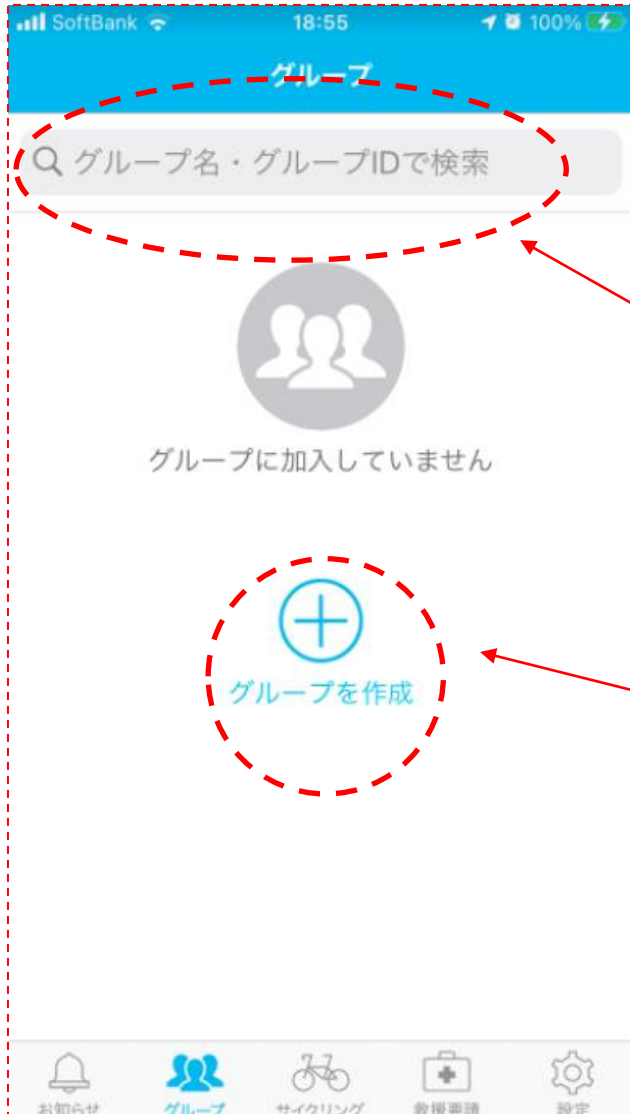 SoftBank 18:55 100%
グループ
グループ名・グループIDで検索
グループに加入していません
グループを作成
お知らせ グループ サイクリング 救援要請 設定